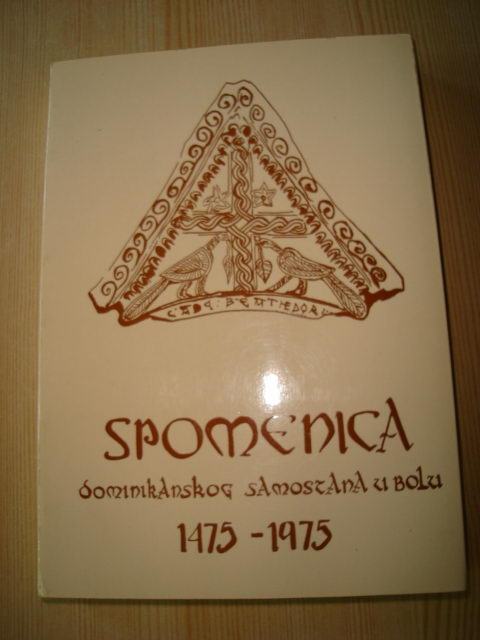 SPOMENICA
dominikanskog samostana u Bolu
1475 - 1975